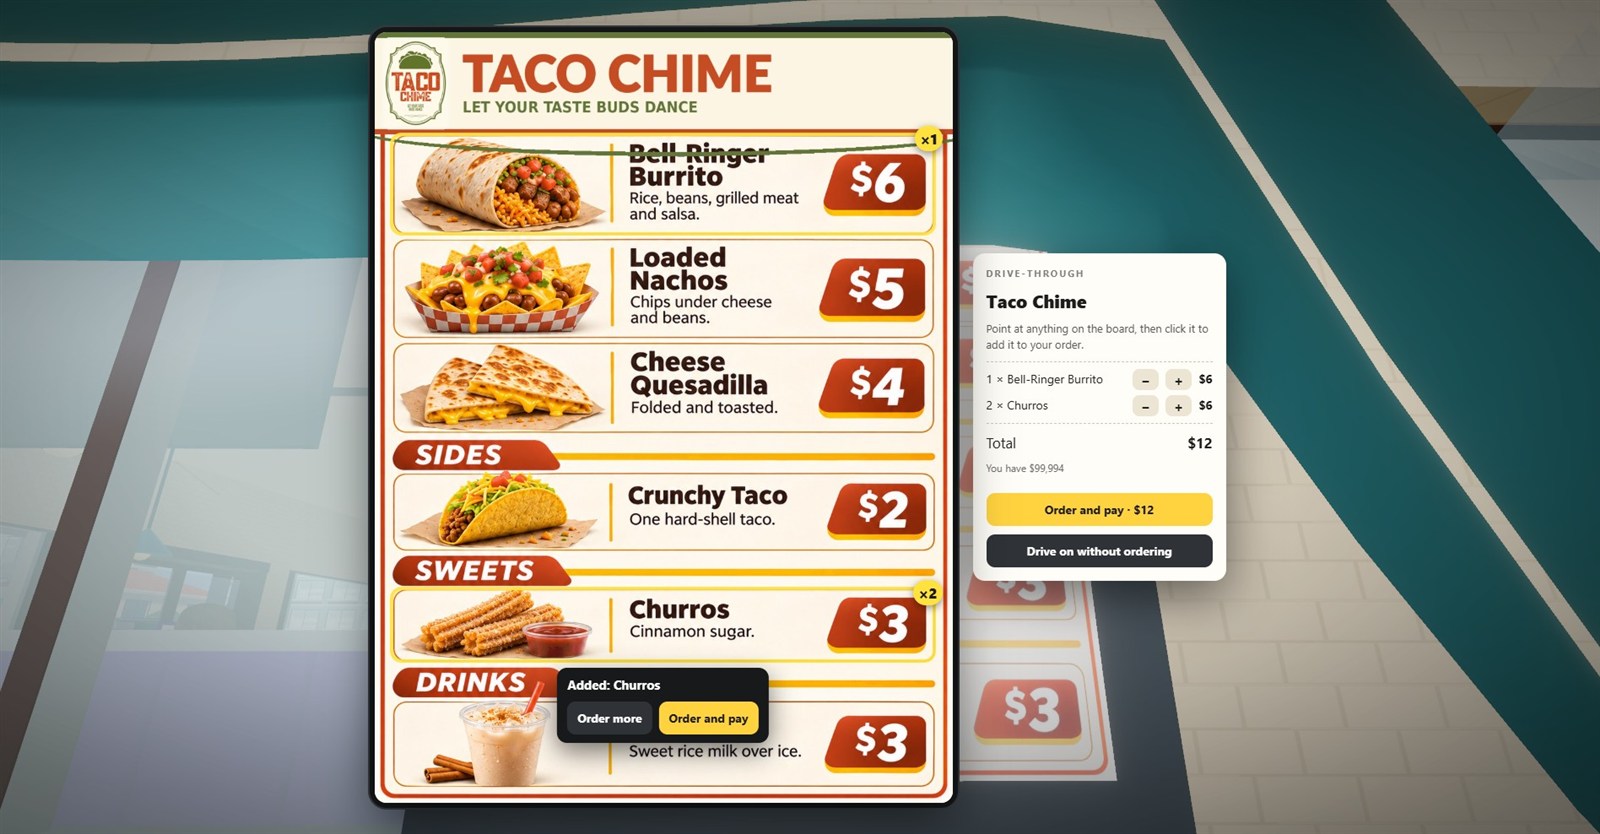 TACO
CHIME
TACO CHIME
LET YOUR TASTE BUDS DANCE
×1
Bell-Ringer
Burrito
Rice, beans, grilled meat
and salsa.
$6
Loaded
Nachos
Chips under cheese
and beans.
$5
Cheese
Quesadilla
Folded and toasted.
$4
SIDES
Crunchy Taco
One hard-shell taco.
$2
SWEETS
×2
Churros
Cinnamon sugar.
$3
DRINKS
Added: Churros
Order more
Order and pay
Sweet rice milk over ice.
$3
DRIVE-THROUGH
Taco Chime
Point at anything on the board, then click it to
add it to your order.
1 × Bell-Ringer Burrito − + $6
2 × Churros − + $6
Total $12
You have $99,994
Order and pay · $12
Drive on without ordering
$3
$3